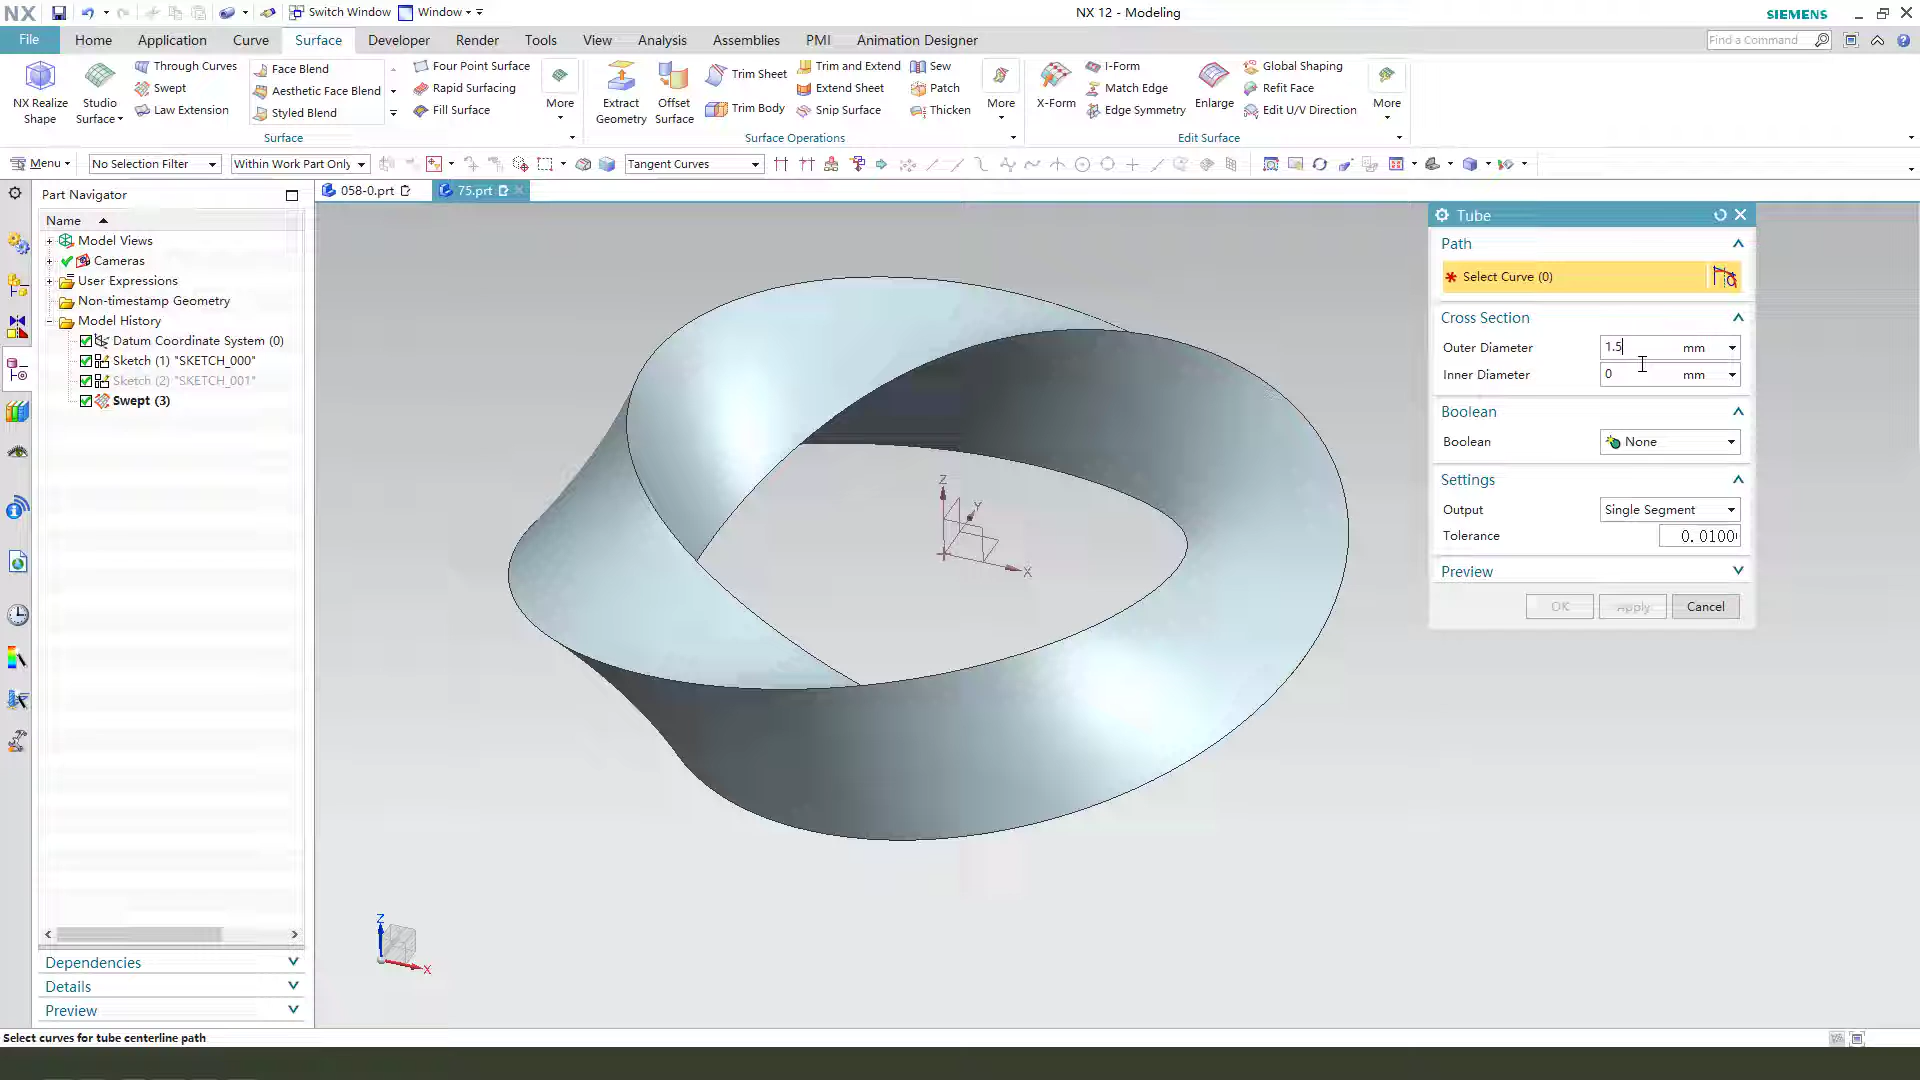 NX Switch Window Window NX 12 - Modeling SIEMENS
File Home Application Curve Surface Developer Render Tools View Analysis Assemblies PMI Animation Designer Find a Command
NX Realize Shape
Studio Surface
Through Curves
Swept
Law Extension
Face Blend
Aesthetic Face Blend
Styled Blend
Four Point Surface
Rapid Surfacing
Fill Surface
More
Surface
Extract Geometry
Offset Surface
Trim Sheet
Trim Body
Trim and Extend
Extend Sheet
Snip Surface
Sew
Patch
Thicken
More
Surface Operations
X-Form
I-Form
Match Edge
Edge Symmetry
Enlarge
Global Shaping
Refit Face
Edit U/V Direction
More
Edit Surface
Menu No Selection Filter Within Work Part Only Tangent Curves
Part Navigator
Name
Model Views
Cameras
User Expressions
Non-timestamp Geometry
Model History
Datum Coordinate System (0)
Sketch (1) "SKETCH_000"
Sketch (2) "SKETCH_001"
Swept (3)
Dependencies
Details
Preview
058-0.prt 75.prt
Z
Y
X
Z
X
Tube
Path
* Select Curve (0)
Cross Section
Outer Diameter 1.5 mm
Inner Diameter 0 mm
Boolean
Boolean None
Settings
Output Single Segment
Tolerance 0.0100
Preview
OK Apply Cancel
Select curves for tube centerline path